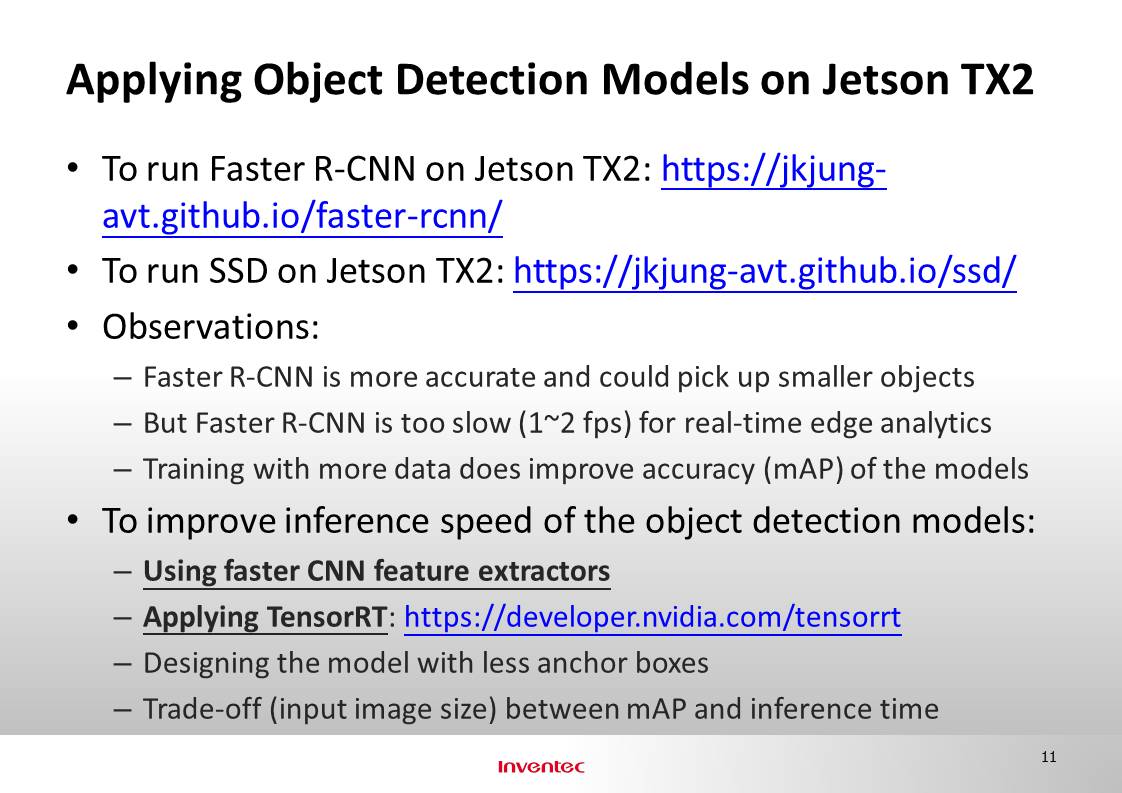 Applying Object Detection Models on Jetson TX2
• To run Faster R-CNN on Jetson TX2: https://jkjung-
avt.github.io/faster-rcnn/
• To run SSD on Jetson TX2: https://jkjung-avt.github.io/ssd/
• Observations:
– Faster R-CNN is more accurate and could pick up smaller objects
– But Faster R-CNN is too slow (1~2 fps) for real-time edge analytics
– Training with more data does improve accuracy (mAP) of the models
• To improve inference speed of the object detection models:
– Using faster CNN feature extractors
– Applying TensorRT: https://developer.nvidia.com/tensorrt
– Designing the model with less anchor boxes
– Trade-off (input image size) between mAP and inference time
Inventec
11